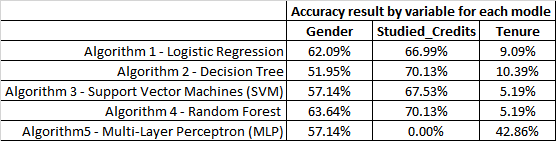 Accuracy result by variable for each modle
Gender Studied_Credits Tenure
Algorithm 1 - Logistic Regression 62.09% 66.99% 9.09%
Algorithm 2 - Decision Tree 51.95% 70.13% 10.39%
Algorithm 3 - Support Vector Machines (SVM) 57.14% 67.53% 5.19%
Algorithm 4 - Random Forest 63.64% 70.13% 5.19%
Algorithm5 - Multi-Layer Perceptron (MLP) 57.14% 0.00% 42.86%